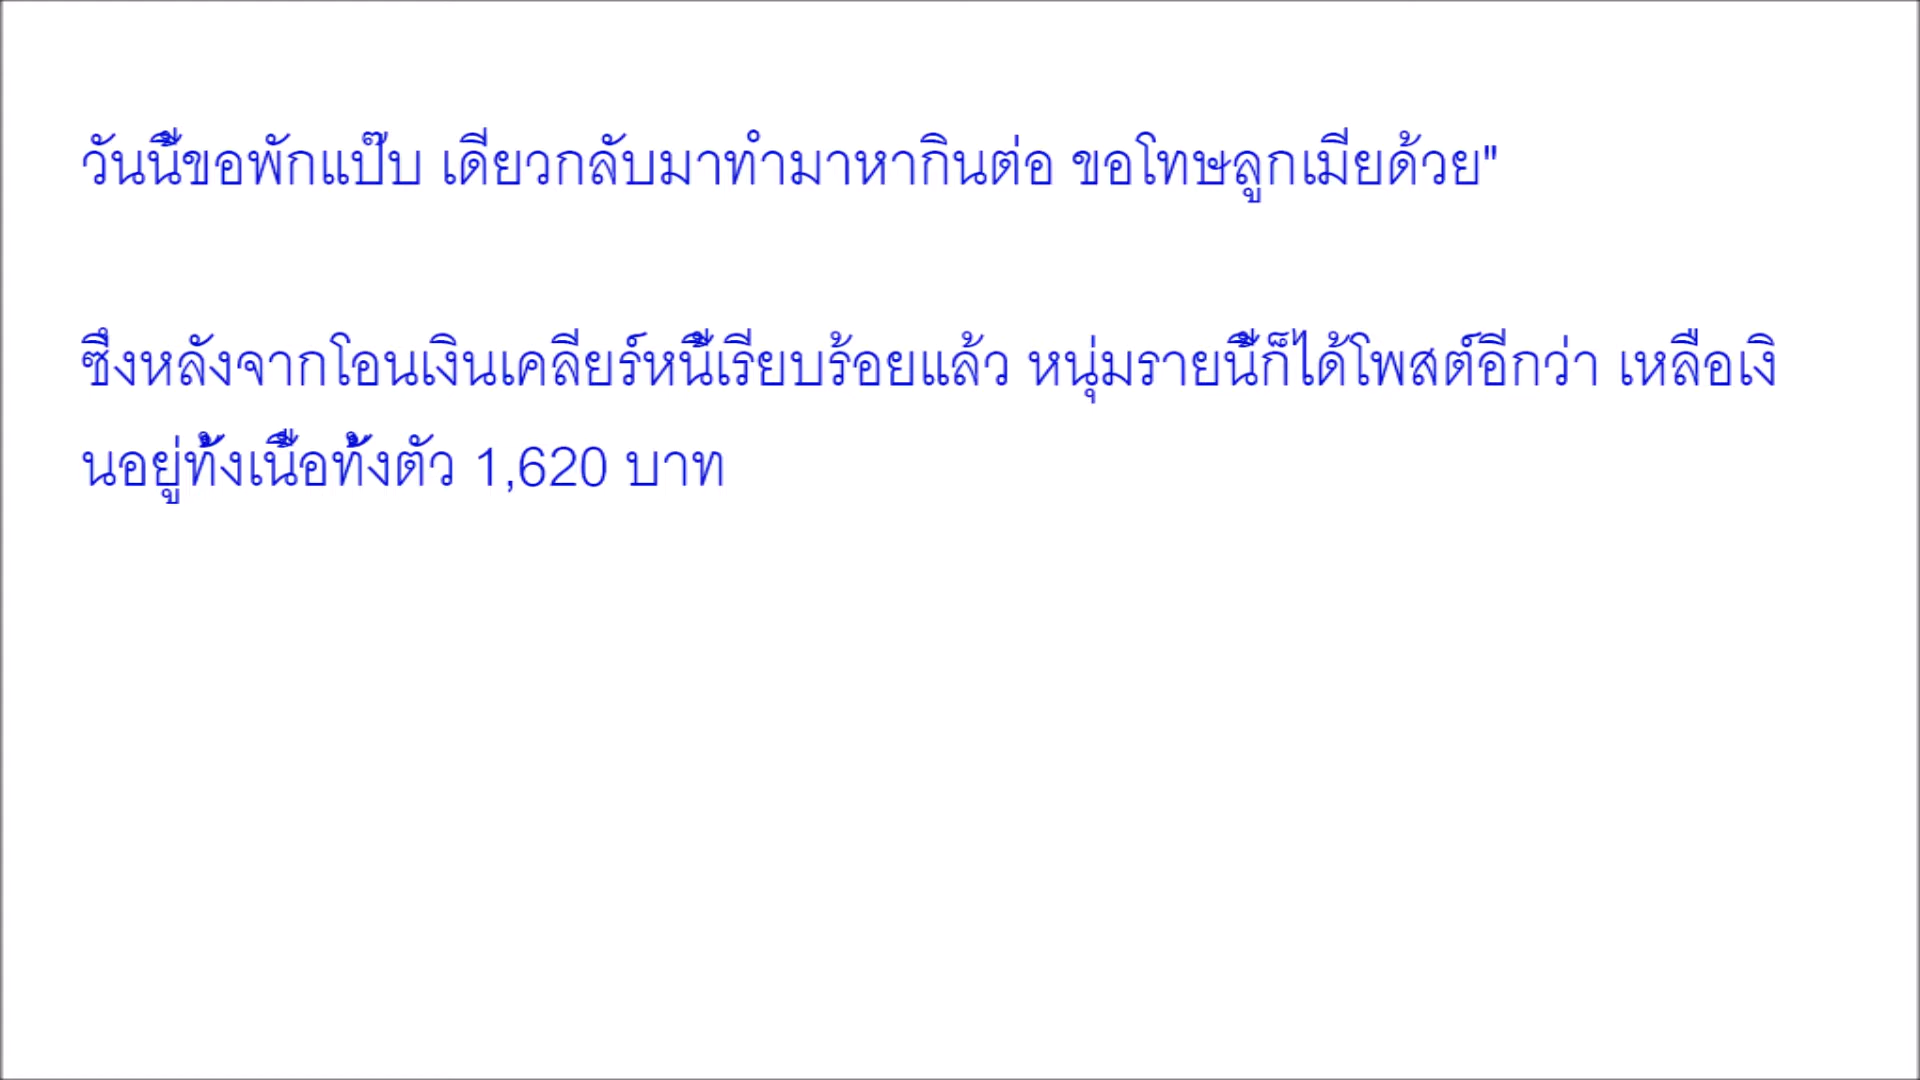 วันนี้ขอพักแป๊บ เดียวกลับมาทำมาหากินต่อ ขอโทษลูกเมียด้วย"
ซึ่งหลังจากโอนเงินเคลียร์หนี้เรียบร้อยแล้ว หนุ่มรายนี้ก็ได้โพสต์อีกว่า เหลือเงิ
นอยู่ทั้งเนื้อทั้งตัว 1,620 บาท